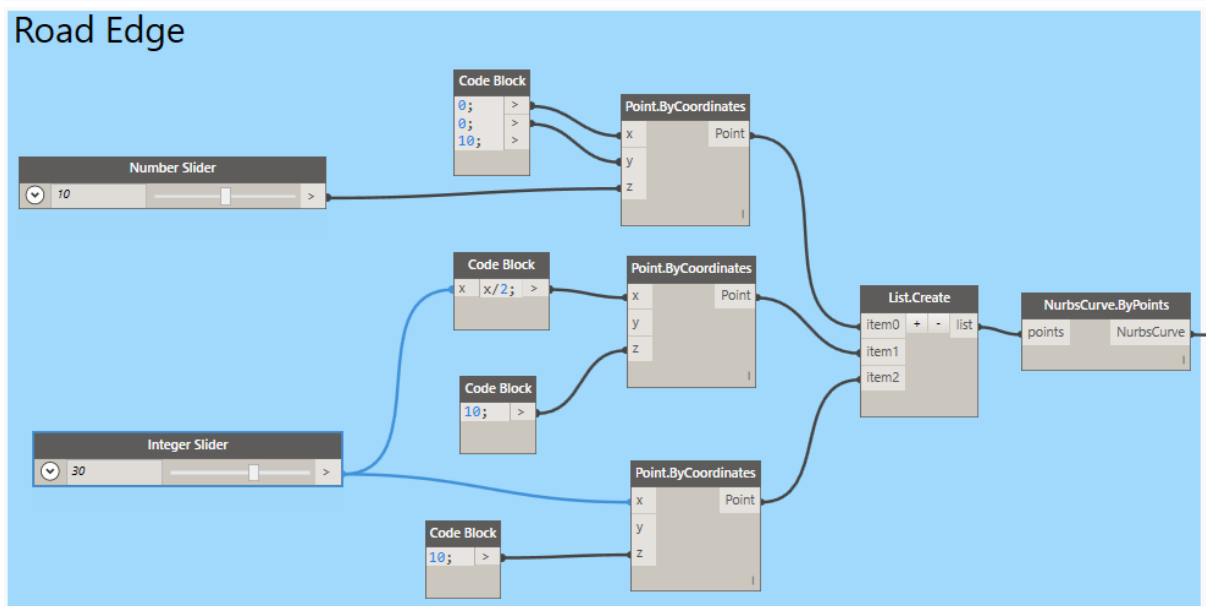 Road Edge
Code Block
0; >
0; >
10; >
Point.ByCoordinates
x Point
y
z
l
Number Slider
10 >
Code Block
x x/2; >
Point.ByCoordinates
x Point
y
z
l
List.Create
item0 + - list
item1
item2
NurbsCurve.ByPoints
points NurbsCurve
l
Code Block
10; >
Integer Slider
30 >
Point.ByCoordinates
x Point
y
z
l
Code Block
10; >